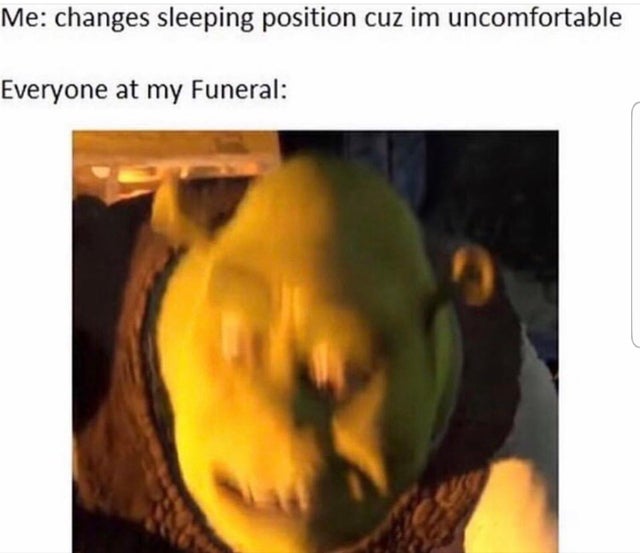 Me: changes sleeping position cuz im uncomfortable
Everyone at my Funeral: